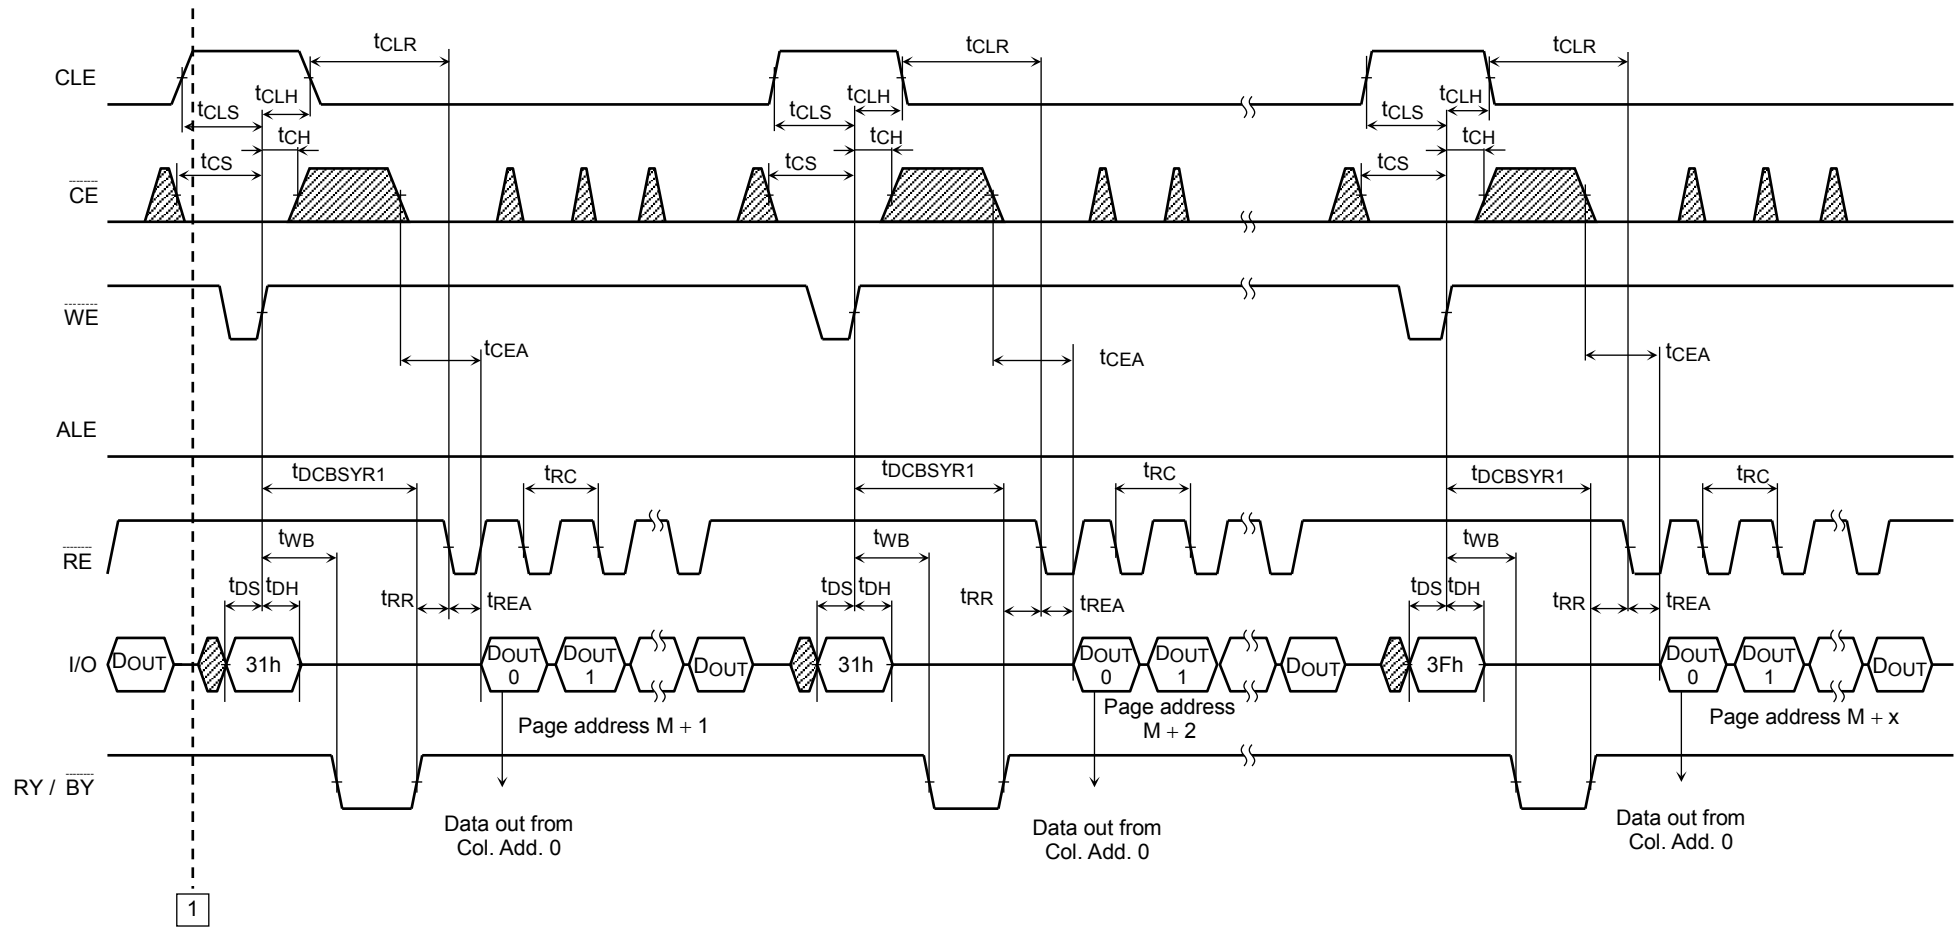 tCLR tCLR tCLR
CLE
tCLH tCLH tCLH
tCLS tCLS tCLS
tCH tCH tCH
tCS tCS tCS
CE
WE
tCEA tCEA tCEA
ALE
tDCBSYR1 tRC tDCBSYR1 tRC tDCBSYR1 tRC
tWB tWB tWB
RE
tDS tDH tDS tDH tDS tDH
tRR tREA tRR tREA tRR tREA
I/O DOUT 31h DOUT 0 DOUT 1 DOUT 31h DOUT 0 DOUT 1 DOUT 3Fh DOUT 0 DOUT 1 DOUT
Page address M + 1
Page address
M + 2
Page address M + x
RY / BY
Data out from
Col. Add. 0
Data out from
Col. Add. 0
Data out from
Col. Add. 0
1